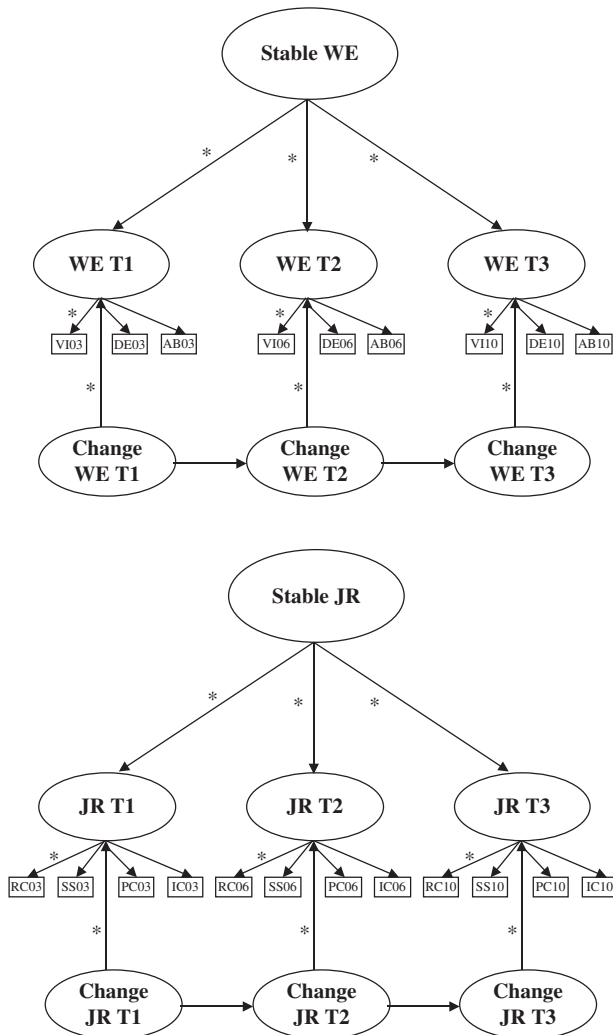 Stable WE
* * *
WE T1 WE T2 WE T3
* * *
VI03 DE03 AB03 VI06 DE06 AB06 VI10 DE10 AB10
* * *
Change Change Change
WE T1 WE T2 WE T3
Stable JR
* * *
JR T1 JR T2 JR T3
* * *
RC03 SS03 PC03 IC03 RC06 SS06 PC06 IC06 RC10 SS10 PC10 IC10
* * *
Change Change Change
JR T1 JR T2 JR T3